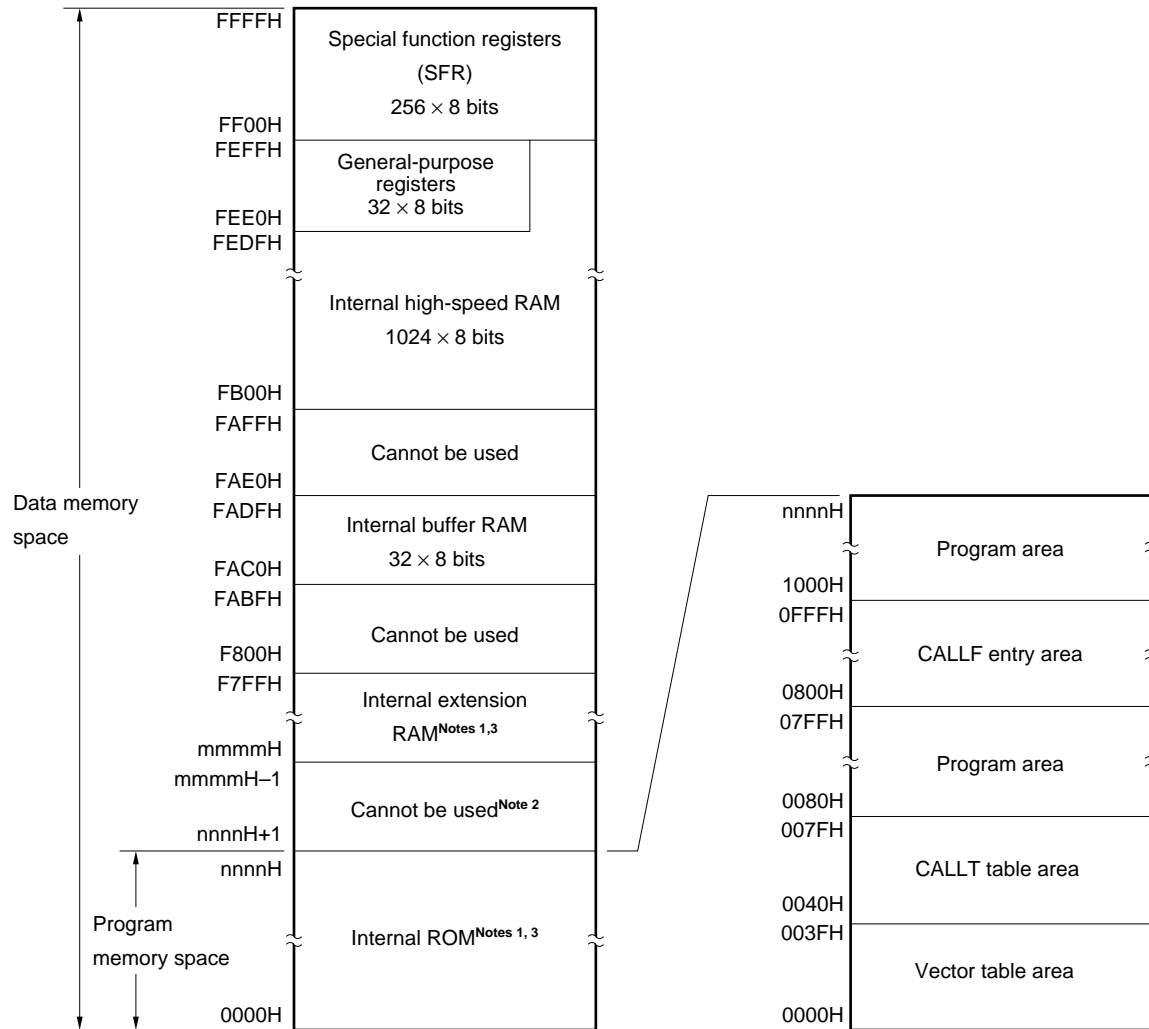 FFFFH
Special function registers
(SFR)
256 × 8 bits
FF00H
FEFFH
General-purpose
registers
32 × 8 bits
FEE0H
FEDFH
Internal high-speed RAM
1024 × 8 bits
FB00H
FAFFH
Cannot be used
FAE0H
FADFH
Data memory
space
Internal buffer RAM
32 × 8 bits
FAC0H
FABFH
Cannot be used
F800H
F7FFH
Internal extension
RAMNotes 1,3
mmmmH
mmmmH–1
Cannot be usedNote 2
nnnnH+1
nnnnH
Program
memory space
Internal ROMNotes 1, 3
0000H
nnnnH
Program area
1000H
0FFFH
CALLF entry area
0800H
07FFH
Program area
0080H
007FH
CALLT table area
0040H
003FH
Vector table area
0000H